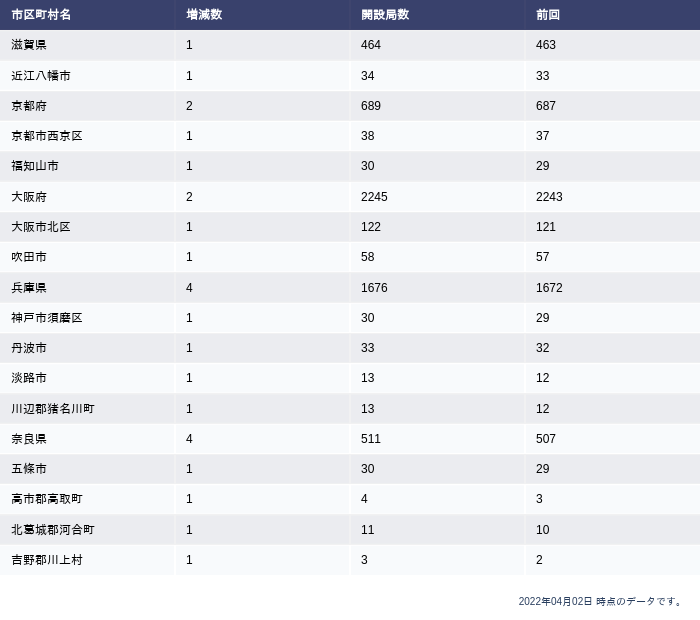 市区町村名 増減数 開設局数 前回
滋賀県 1 464 463
近江八幡市 1 34 33
京都府 2 689 687
京都市西京区 1 38 37
福知山市 1 30 29
大阪府 2 2245 2243
大阪市北区 1 122 121
吹田市 1 58 57
兵庫県 4 1676 1672
神戸市須磨区 1 30 29
丹波市 1 33 32
淡路市 1 13 12
川辺郡猪名川町 1 13 12
奈良県 4 511 507
五條市 1 30 29
高市郡高取町 1 4 3
北葛城郡河合町 1 11 10
吉野郡川上村 1 3 2
2022年04月02日 時点のデータです。